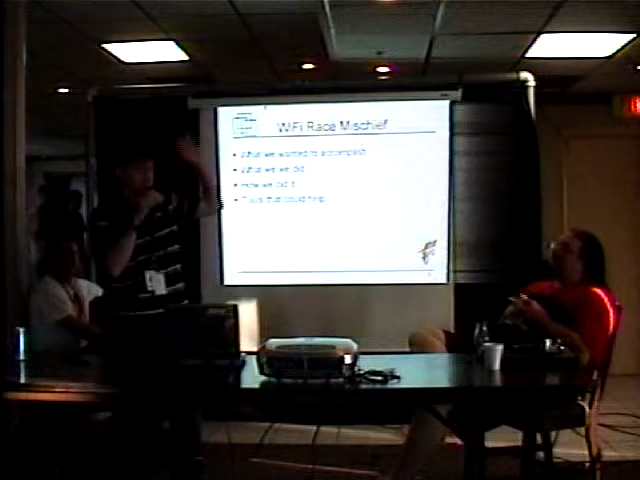 WiFi Race Mischief
• What we wanted to accomplish
• What we we did
• How we did it
• Tools that could help